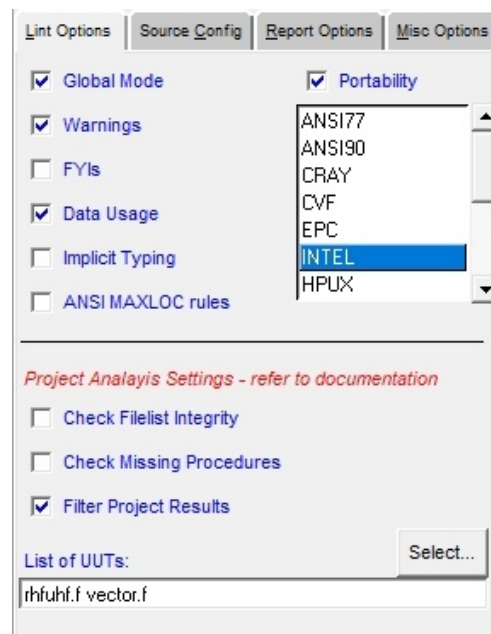 Lint Options Source Config Report Options Misc Options
Global Mode
Portability
Warnings
FYIs
Data Usage
Implicit Typing
ANSI MAXLOC rules
ANSI77
ANSI90
CRAY
CVF
EPC
INTEL
HPUX
Project Analayis Settings - refer to documentation
Check Filelist Integrity
Check Missing Procedures
Filter Project Results
List of UUTs:
Select...
rhfuhf.f vector.f